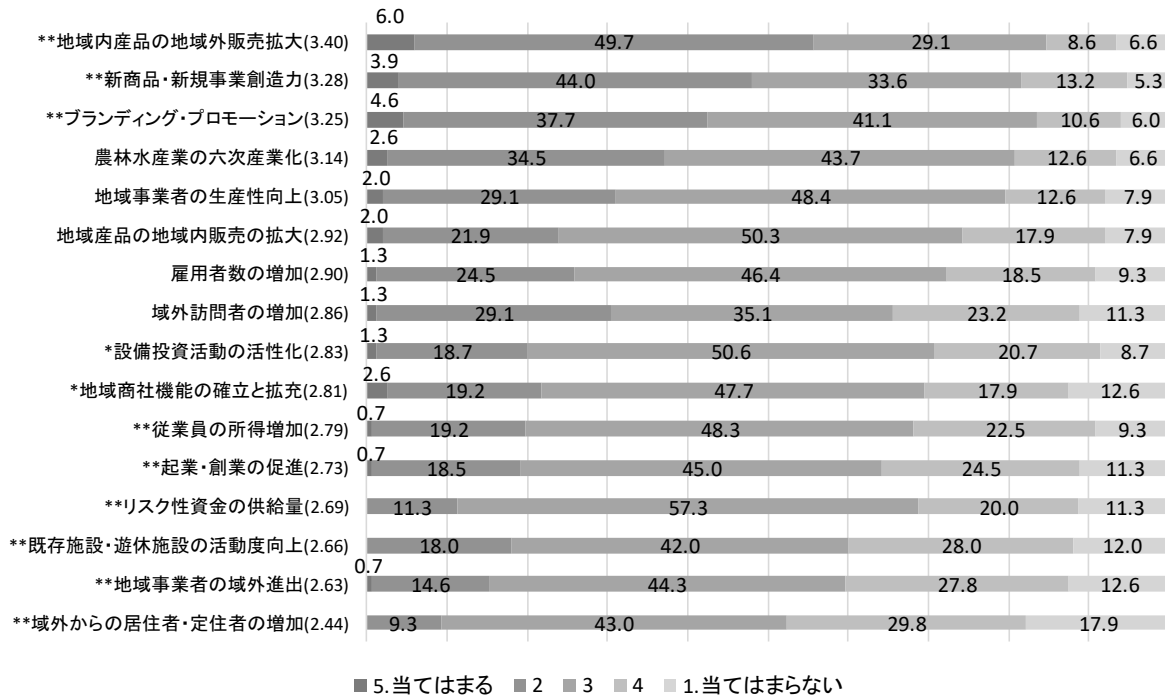 6.0
**地域内産品の地域外販売拡大(3.40) 49.7 29.1 8.6 6.6
3.9
**新商品・新規事業創造力(3.28) 44.0 33.6 13.2 5.3
4.6
**ブランディング・プロモーション(3.25) 37.7 41.1 10.6 6.0
2.6
農林水産業の六次産業化(3.14) 34.5 43.7 12.6 6.6
2.0
地域事業者の生産性向上(3.05) 29.1 48.4 12.6 7.9
2.0
地域産品の地域内販売の拡大(2.92) 21.9 50.3 17.9 7.9
1.3
雇用者数の増加(2.90) 24.5 46.4 18.5 9.3
1.3
域外訪問者の増加(2.86) 29.1 35.1 23.2 11.3
1.3
*設備投資活動の活性化(2.83) 18.7 50.6 20.7 8.7
2.6
*地域商社機能の確立と拡充(2.81) 19.2 47.7 17.9 12.6
0.7
**従業員の所得増加(2.79) 19.2 48.3 22.5 9.3
0.7
**起業・創業の促進(2.73) 18.5 45.0 24.5 11.3
**リスク性資金の供給量(2.69) 11.3 57.3 20.0 11.3
**既存施設・遊休施設の活動度向上(2.66) 18.0 42.0 28.0 12.0
0.7
**地域事業者の域外進出(2.63) 14.6 44.3 27.8 12.6
**域外からの居住者・定住者の増加(2.44) 9.3 43.0 29.8 17.9
5.当てはまる 2 3 4 1.当てはまらない